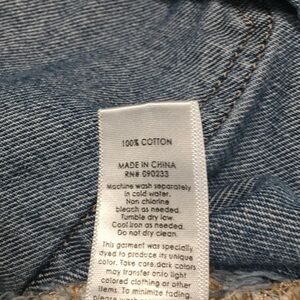 100% COTTON
MADE IN CHINA
RN# 090233
Machine wash separately
in cold water.
Non chlorine
bleach as needed.
Tumble dry low.
Cool iron as needed.
Do not dry clean.
This garment was specially
dyed to produce its unique
color. Take care dark colors
may transfer onto light
colored clothing or other
items. To minimize fading
please wash